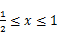 ½ ≤ x ≤ 1